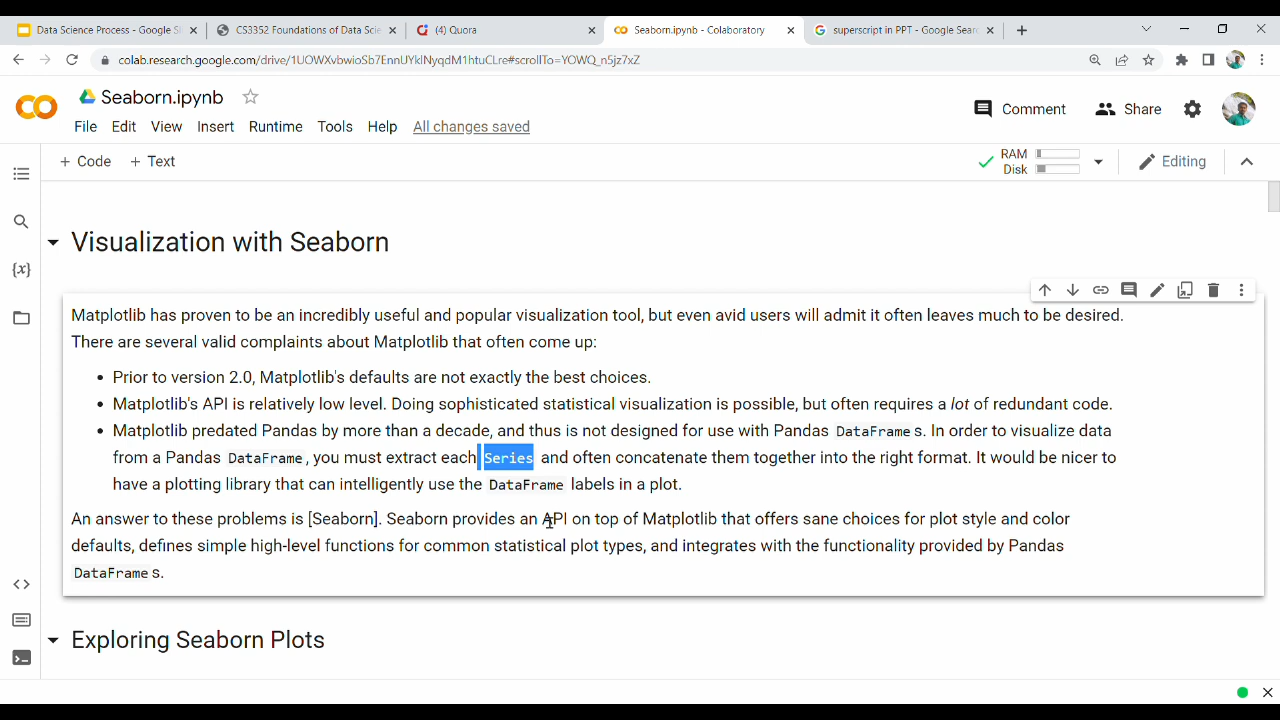 Data Science Process - Google Sl
CS3352 Foundations of Data Scie
(4) Quora
Seaborn.ipynb - Colaboratory
superscript in PPT - Google Searc
colab.research.google.com/drive/1UOWXvbwioSb7EnnUYklNyqdM1htuCLre#scrollTo=YOWQ_n5jz7xZ
Seaborn.ipynb
Comment
Share
File Edit View Insert Runtime Tools Help All changes saved
+ Code + Text
RAM
Disk
Editing
{x}
Visualization with Seaborn
Matplotlib has proven to be an incredibly useful and popular visualization tool, but even avid users will admit it often leaves much to be desired.
There are several valid complaints about Matplotlib that often come up:
• Prior to version 2.0, Matplotlib's defaults are not exactly the best choices.
• Matplotlib's API is relatively low level. Doing sophisticated statistical visualization is possible, but often requires a lot of redundant code.
• Matplotlib predated Pandas by more than a decade, and thus is not designed for use with Pandas DataFrame s. In order to visualize data
from a Pandas DataFrame, you must extract each Series and often concatenate them together into the right format. It would be nicer to
have a plotting library that can intelligently use the DataFrame labels in a plot.
An answer to these problems is [Seaborn]. Seaborn provides an API on top of Matplotlib that offers sane choices for plot style and color
defaults, defines simple high-level functions for common statistical plot types, and integrates with the functionality provided by Pandas
DataFrame s.
Exploring Seaborn Plots